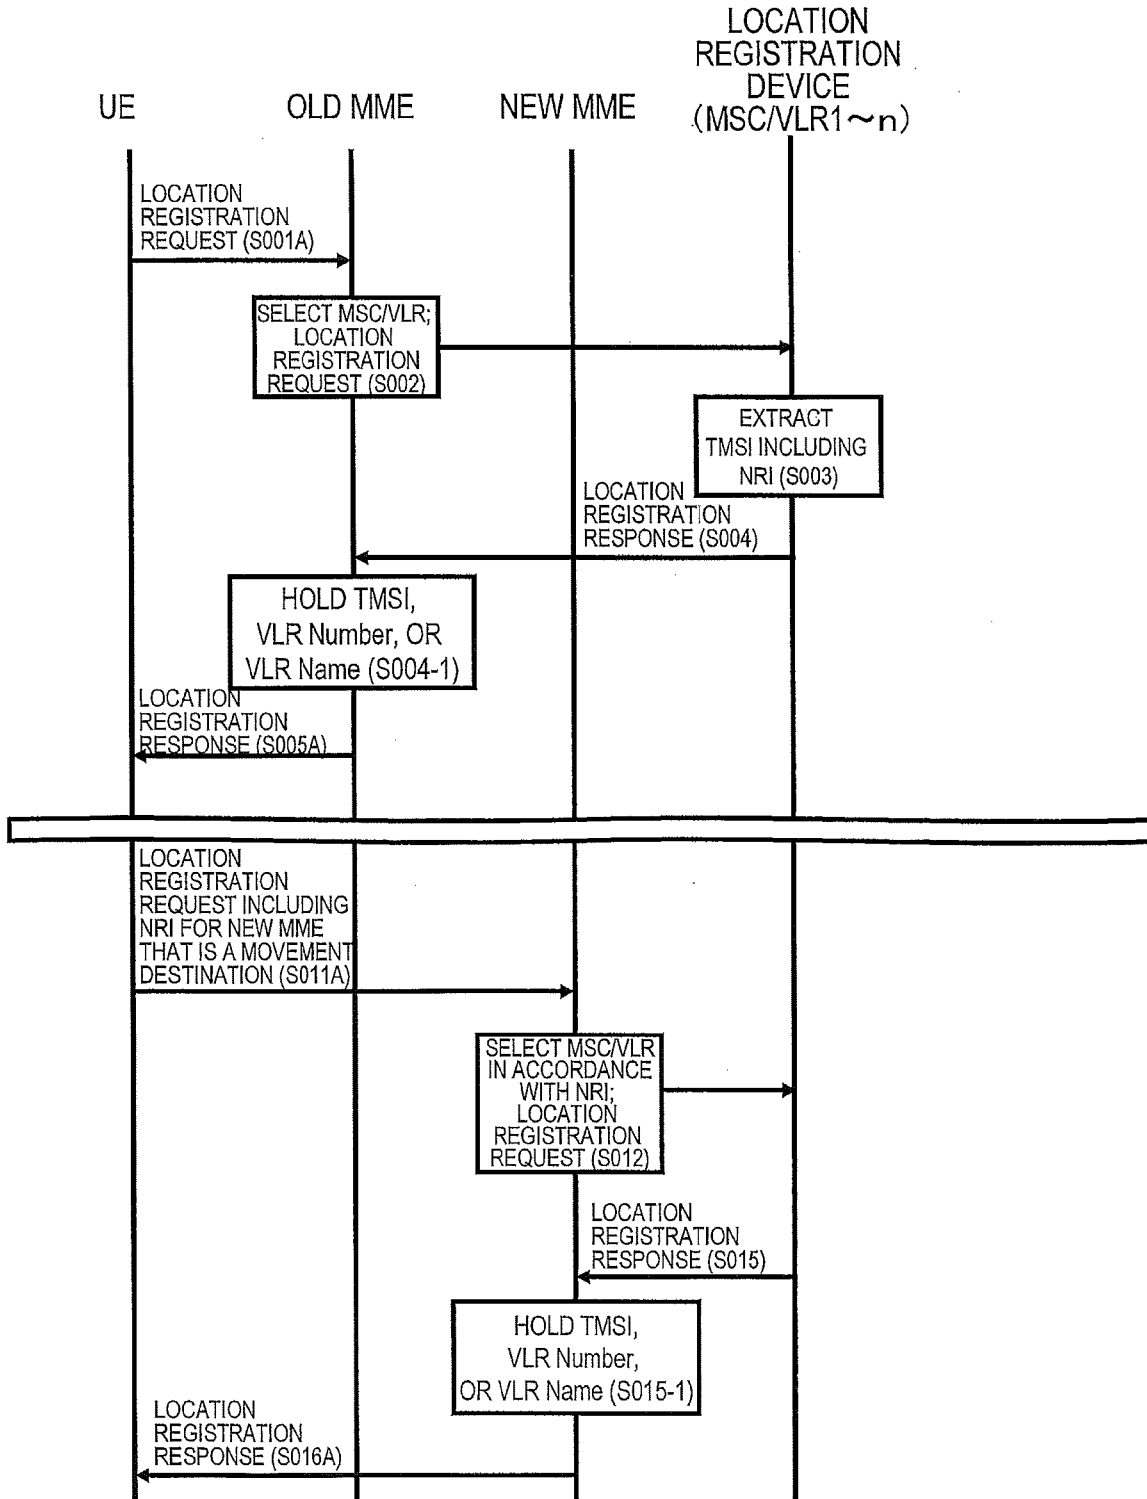 LOCATION
REGISTRATION
DEVICE
(MSC/VLR1~n)
UE
OLD MME
NEW MME
LOCATION
REGISTRATION
REQUEST (S001A)
SELECT MSC/VLR;
LOCATION
REGISTRATION
REQUEST (S002)
EXTRACT
TMSI INCLUDING
NRI (S003)
LOCATION
REGISTRATION
RESPONSE (S004)
HOLD TMSI,
VLR Number, OR
VLR Name (S004-1)
LOCATION
REGISTRATION
RESPONSE (S005A)
LOCATION
REGISTRATION
REQUEST INCLUDING
NRI FOR NEW MME
THAT IS A MOVEMENT
DESTINATION (S011A)
SELECT MSC/VLR
IN ACCORDANCE
WITH NRI;
LOCATION
REGISTRATION
REQUEST (S012)
LOCATION
REGISTRATION
RESPONSE (S015)
HOLD TMSI,
VLR Number,
OR VLR Name (S015-1)
LOCATION
REGISTRATION
RESPONSE (S016A)